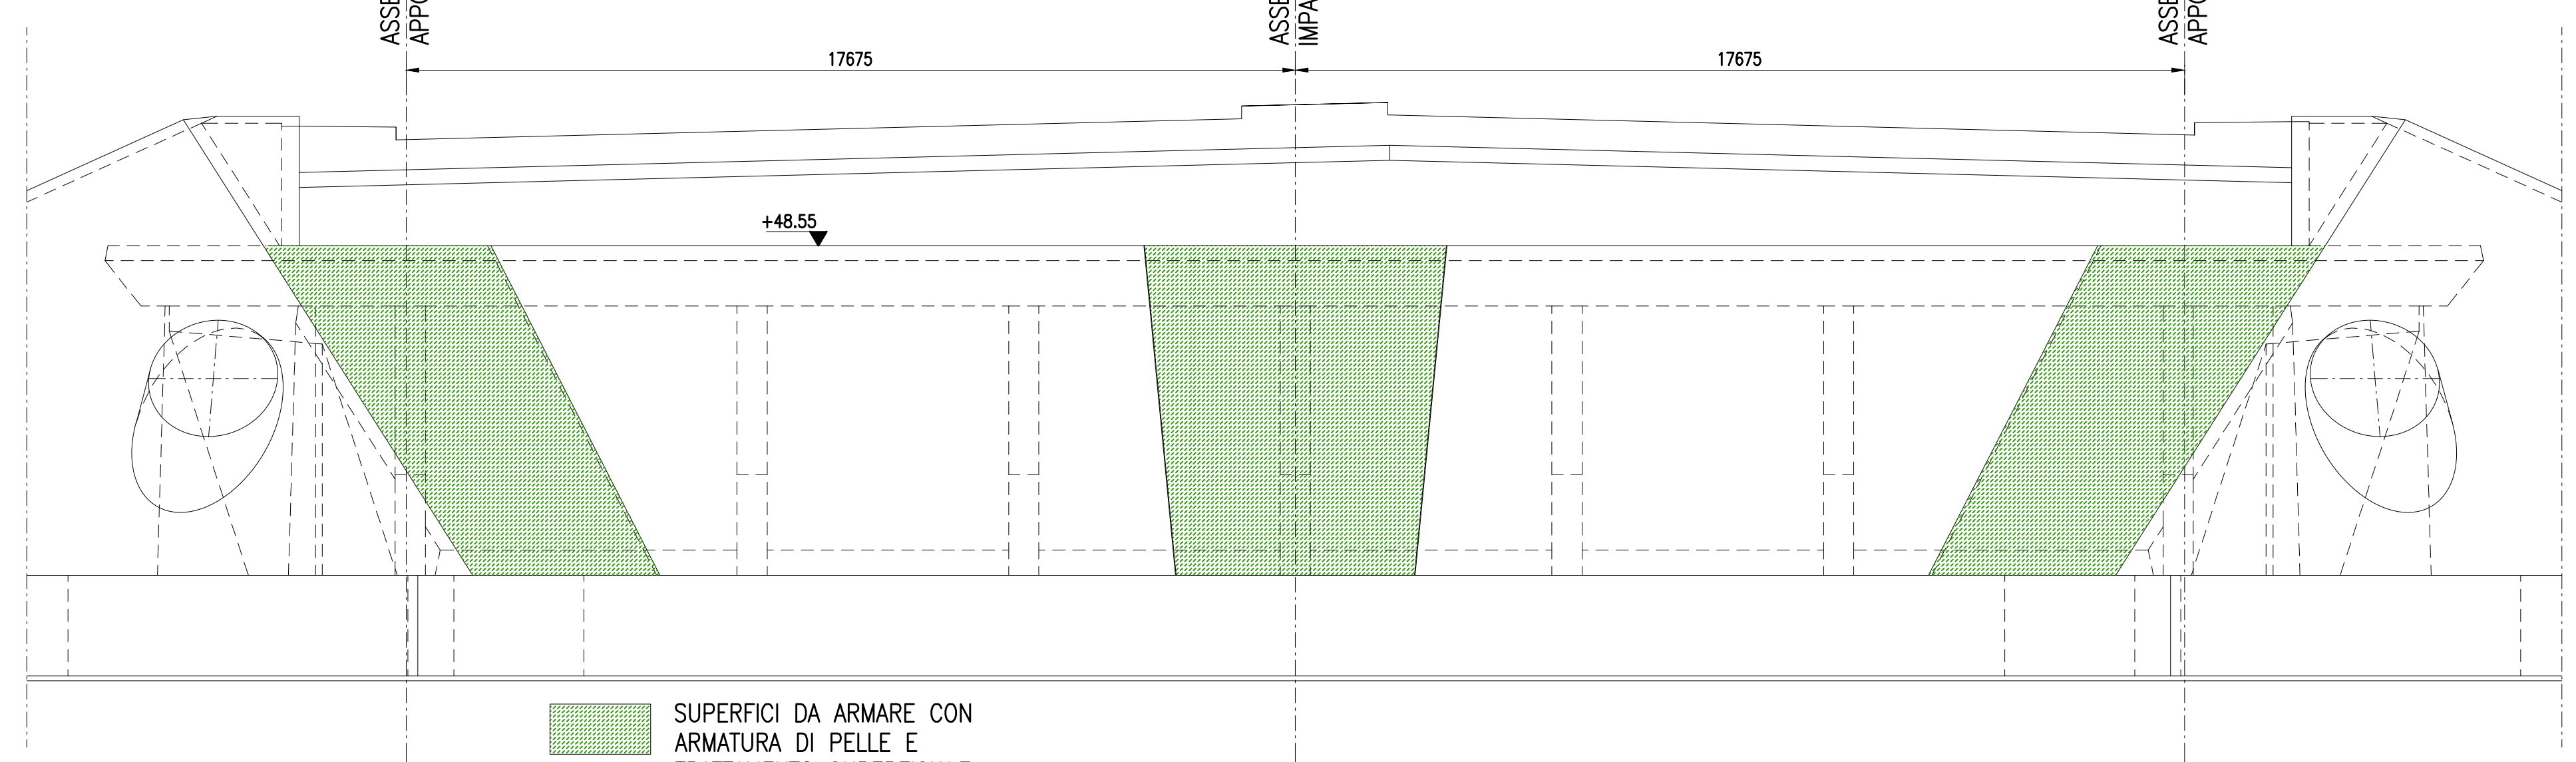 ASSE
APPO
ASSE
IMPA
ASSE
APPO
17675
17675
+48.55
SUPERFICI DA ARMARE CON
ARMATURA DI PELLE E